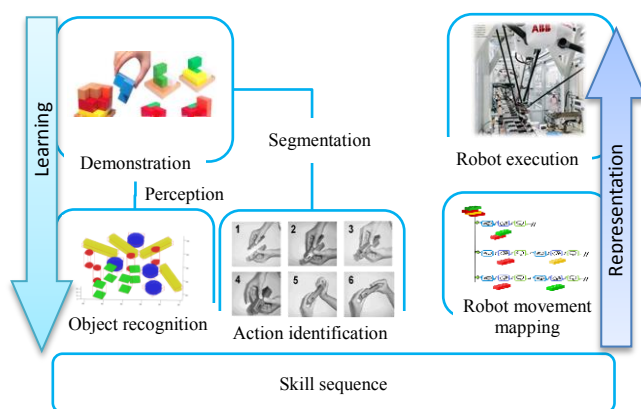 Learning
Demonstration
Perception
Segmentation
Object recognition
1 2 3
4 5 6
Action identification
ABB
Robot execution
Robot movement
mapping
Representation
Skill sequence